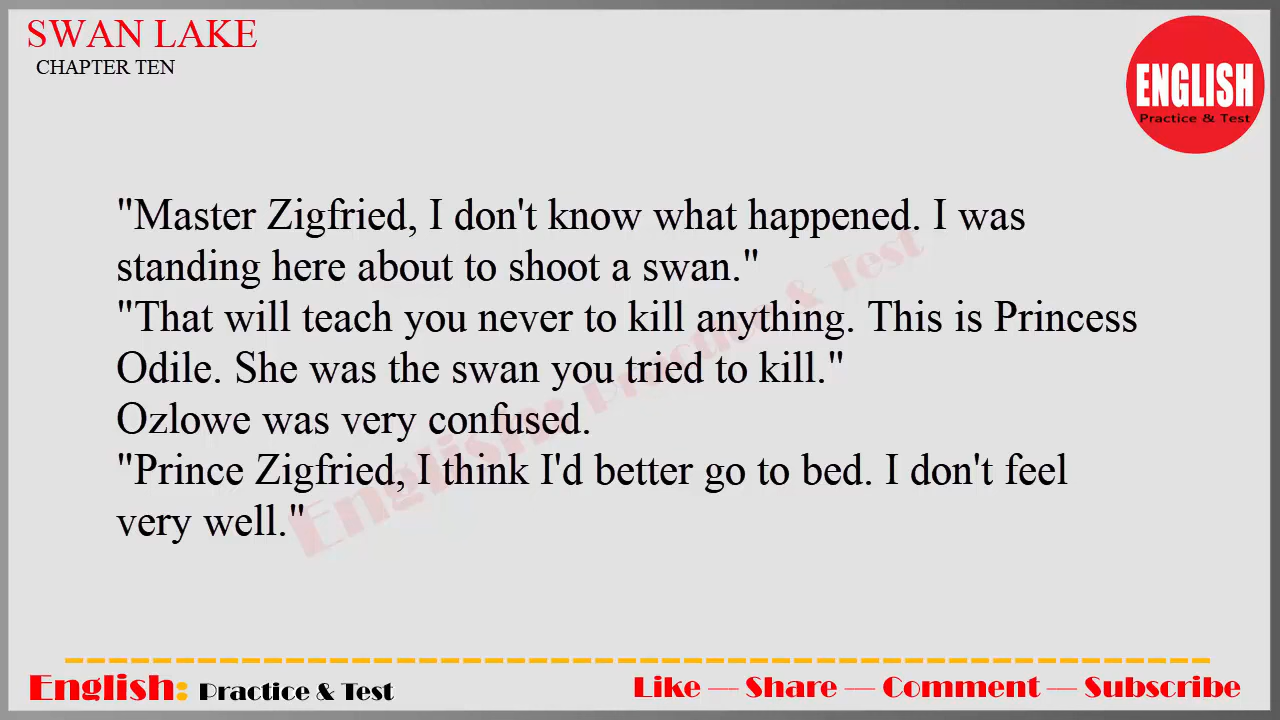 SWAN LAKE
CHAPTER TEN
ENGLISH
Practice & Test
"Master Zigfried, I don't know what happened. I was
standing here about to shoot a swan."
"That will teach you never to kill anything. This is Princess
Odile. She was the swan you tried to kill."
Ozlowe was very confused.
"Prince Zigfried, I think I'd better go to bed. I don't feel
very well."
English: Practice & Test
English: Practice & Test
Like — Share — Comment — Subscribe